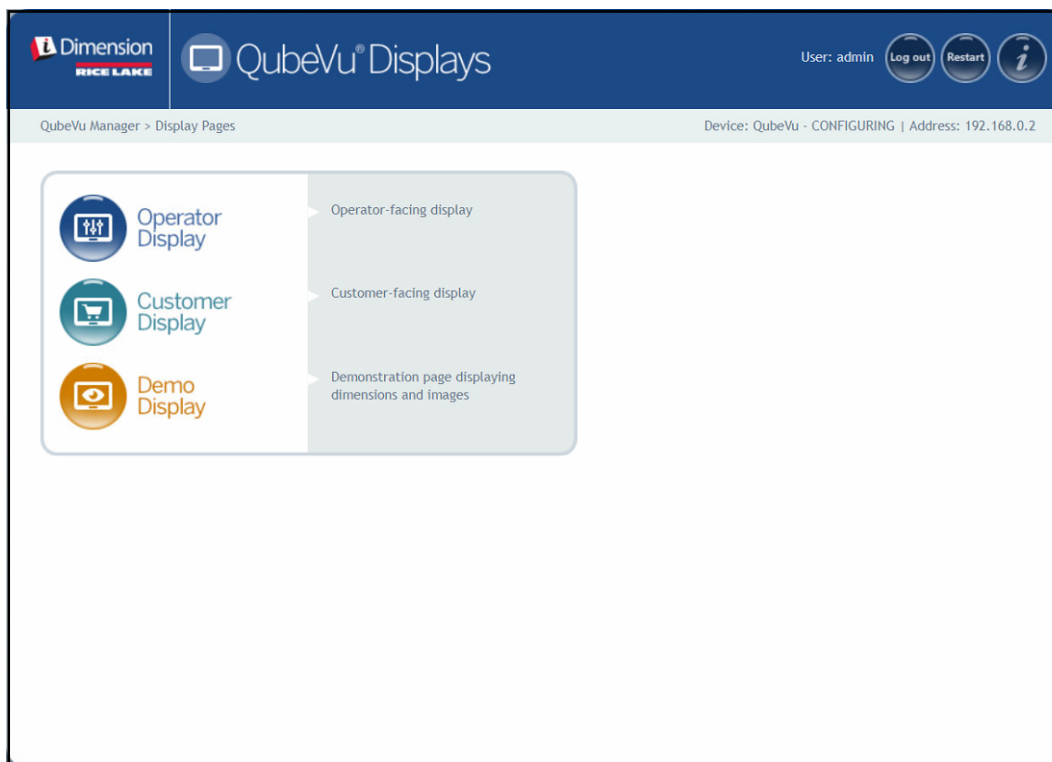 iDimension
RICE LAKE
QubeVu® Displays
User: admin
Log out
Restart
i
QubeVu Manager > Display Pages
Device: QubeVu - CONFIGURING | Address: 192.168.0.2
Operator
Display
Operator-facing display
Customer
Display
Customer-facing display
Demo
Display
Demonstration page displaying
dimensions and images